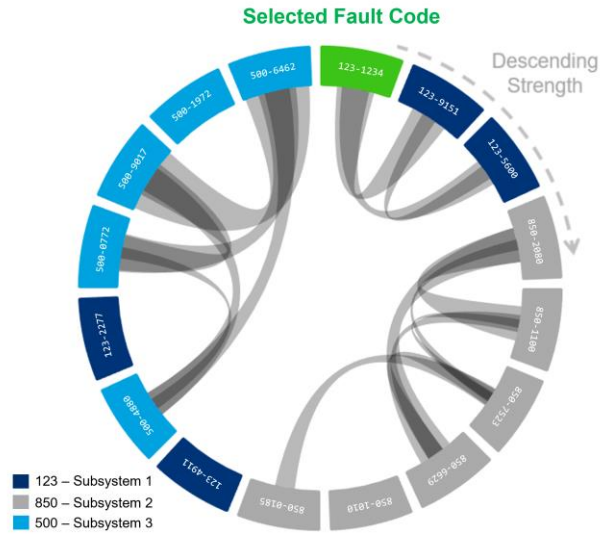 Selected Fault Code
Descending
Strength
123-1234
123-9151
123-5600
850-2080
850-1100
850-7523
850-6629
850-1010
850-8185
123-4911
500-4880
123-2277
500-0772
500-9017
500-1972
500-6462
123 – Subsystem 1
850 – Subsystem 2
500 – Subsystem 3